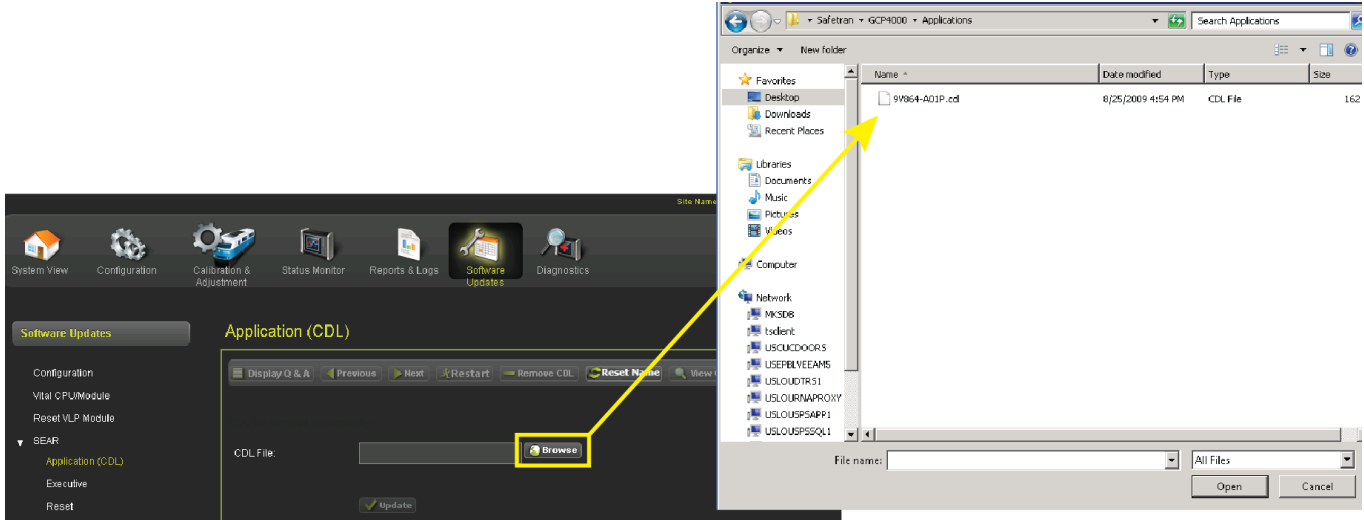 Safetran GCP4000 Applications
Search Applications
Organize New folder
Favorites
Desktop
Downloads
Recent Places
Libraries
Documents
Music
Pictures
Videos
Computer
Network
MKSDB
tsclient
USCUCDOORS
USEPBLVEEAM5
USLOUDTRS1
USLOURNAPROXY
USLOUSPSAPP1
USLOUSPSSQL1
Name Date modified Type Size
9V864-A01P.cdl 8/25/2009 4:54 PM CDL File 162
File name: All Files
Open Cancel
Site Name
System View
Configuration
Calibration &
Adjustment
Status Monitor
Reports & Logs
Software
Updates
Diagnostics
Software Updates
Configuration
Vital CPU/Module
Reset VLP Module
SEAR
Application (CDL)
Executive
Reset
Application (CDL)
Display Q & A Previous Next Restart Remove CDL Reset Name View
CDL File: Browse
Update